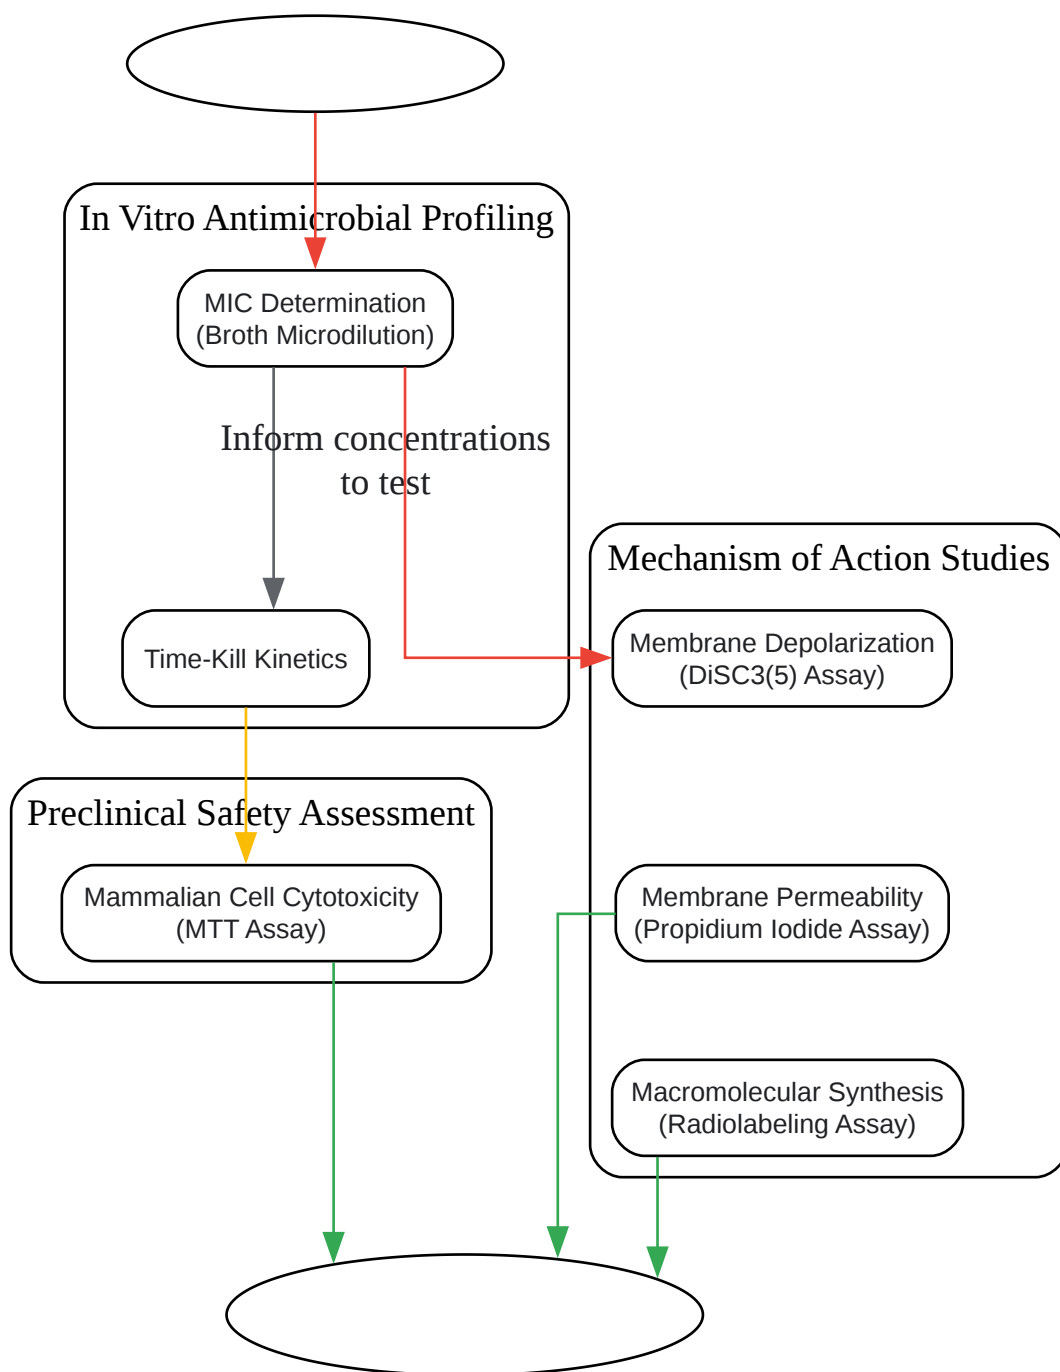 In Vitro Antimicrobial Profiling
MIC Determination
(Broth Microdilution)
Inform concentrations
to test
Time-Kill Kinetics
Mechanism of Action Studies
Membrane Depolarization
(DiSC3(5) Assay)
Preclinical Safety Assessment
Mammalian Cell Cytotoxicity
(MTT Assay)
Membrane Permeability
(Propidium Iodide Assay)
Macromolecular Synthesis
(Radiolabeling Assay)